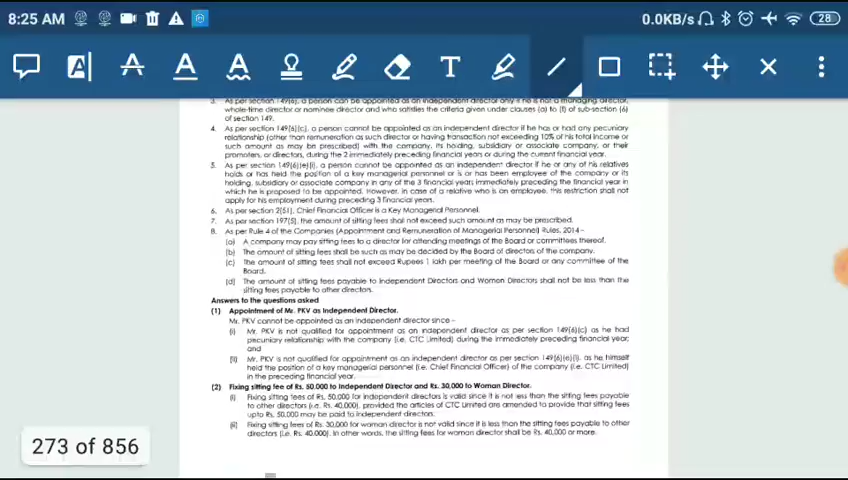 8:25 AM 0.0KB/s 28
A A A A T
3. As per section 149(6), a person can be appointed as an independent director only if he is not a managing director,
whole-time director or nominee director and who satisfies the criteria given under clauses (a) to (f) of sub-section (6)
of section 149.
4. As per section 149(6)(c), a person cannot be appointed as an independent director if he has or had any pecuniary
relationship (other than remuneration as such director or having transaction not exceeding 10% of his total income or
such amount as may be prescribed) with the company, its holding, subsidiary or associate company, or their
promoters, or directors, during the 2 immediately preceding financial years or during the current financial year.
5. As per section 149(6)(e)(i), a person cannot be appointed as an independent director if he or any of his relatives
holds or has held the position of a key managerial personnel or is or has been employee of the company or its
holding, subsidiary or associate company in any of the 3 financial years immediately preceding the financial year in
which he is proposed to be appointed. However, in case of a relative who is an employee, this restriction shall not
apply for his employment during preceding 3 financial years.
6. As per section 2(51), Chief Financial Officer is a Key Managerial Personnel.
7. As per section 197(5), the amount of sitting fees shall not exceed such amount as may be prescribed.
8. As per Rule 4 of the Companies (Appointment and Remuneration of Managerial Personnel) Rules, 2014 –
(a) A company may pay sitting fees to a director for attending meetings of the Board or committees thereof.
(b) The amount of sitting fees shall be such as may be decided by the Board of directors of the company.
(c) The amount of sitting fees shall not exceed Rupees 1 lakh per meeting of the Board or any committee of the
Board.
(d) The amount of sitting fees payable to Independent Directors and Women Directors shall not be less than the
sitting fees payable to other directors.
Answers to the questions asked
(1) Appointment of Mr. PKV as Independent Director.
Mr. PKV cannot be appointed as an independent director since –
(i) Mr. PKV is not qualified for appointment as an independent director as per section 149(6)(c) as he had
pecuniary relationship with the company (i.e. CTC Limited) during the immediately preceding financial year;
and
(ii) Mr. PKV is not qualified for appointment as an independent director as per section 149(6)(e)(i), as he himself
held the position of a key managerial personnel (i.e. Chief Financial Officer) of the company (i.e. CTC Limited)
in the preceding financial year.
(2) Fixing sitting fee of Rs. 50,000 to Independent Director and Rs. 30,000 to Woman Director.
(i) Fixing sitting fees of Rs. 50,000 for independent directors is valid since it is not less than the sitting fees payable
to other directors (i.e. Rs. 40,000), provided the articles of CTC Limited are amended to provide that sitting fees
upto Rs. 50,000 may be paid to independent directors.
(ii) Fixing sitting fees of Rs. 30,000 for woman director is not valid since it is less than the sitting fees payable to other
directors (i.e. Rs. 40,000). In other words, the sitting fees for woman director shall be Rs. 40,000 or more.
273 of 856